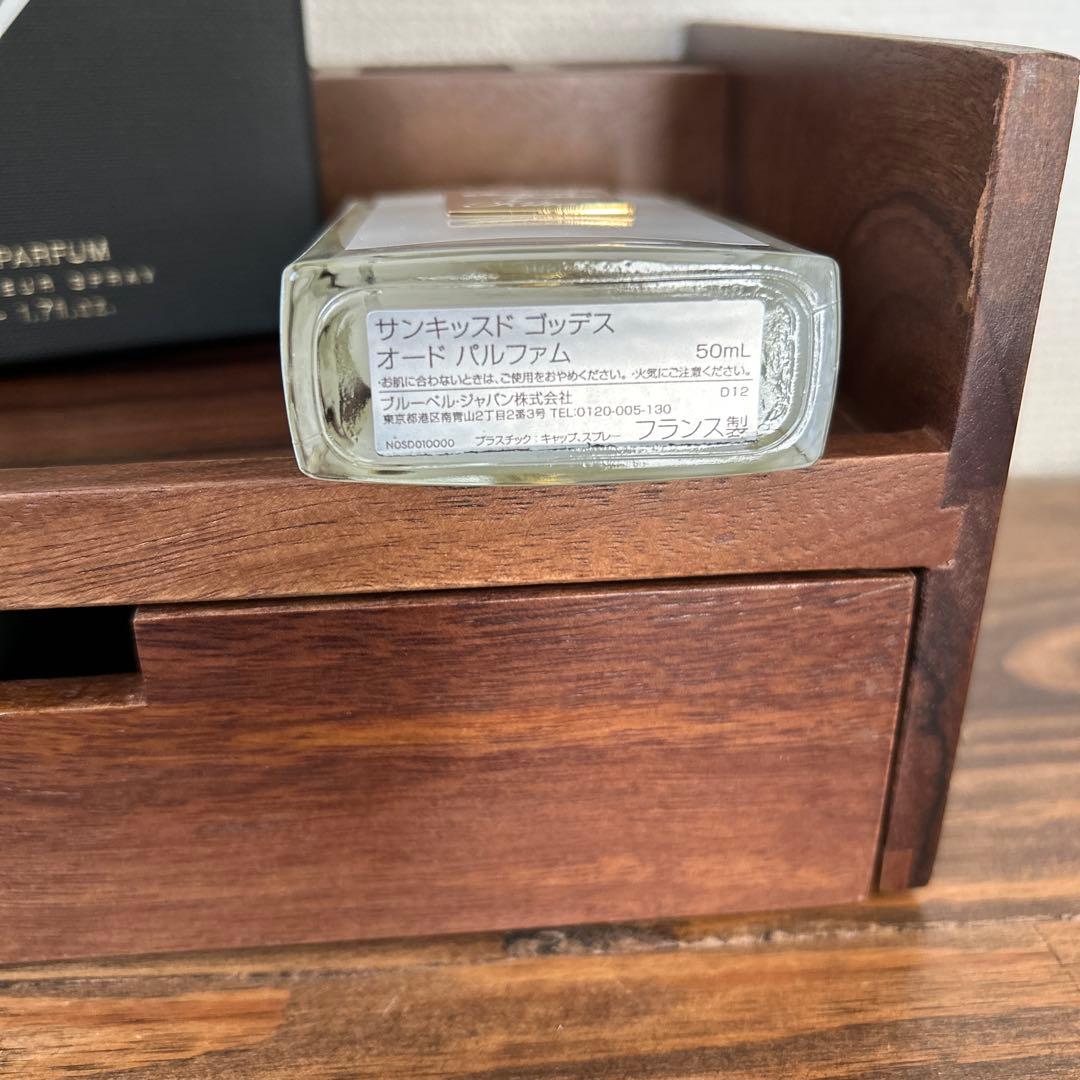 PARFUM
SPRAY
1.7fl.oz.
サンキッスド ゴッデス
オード パルファム 50mL
・お肌に合わないときは、ご使用をおやめください。・火気にご注意ください。
ブルーベル・ジャパン株式会社 D12
東京都港区南青山2丁目2番3号 TEL:0120-005-130
NOSD010000 プラスチック:キャップ、スプレー フランス製